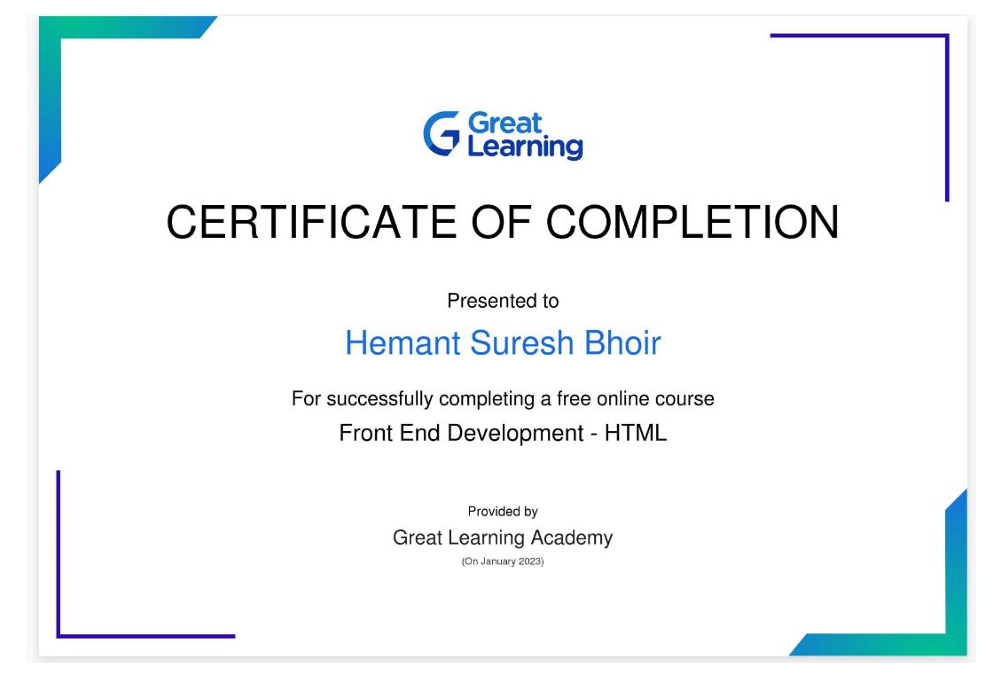 Great
Learning
CERTIFICATE OF COMPLETION
Presented to
Hemant Suresh Bhoir
For successfully completing a free online course
Front End Development - HTML
Provided by
Great Learning Academy
(On January 2023)